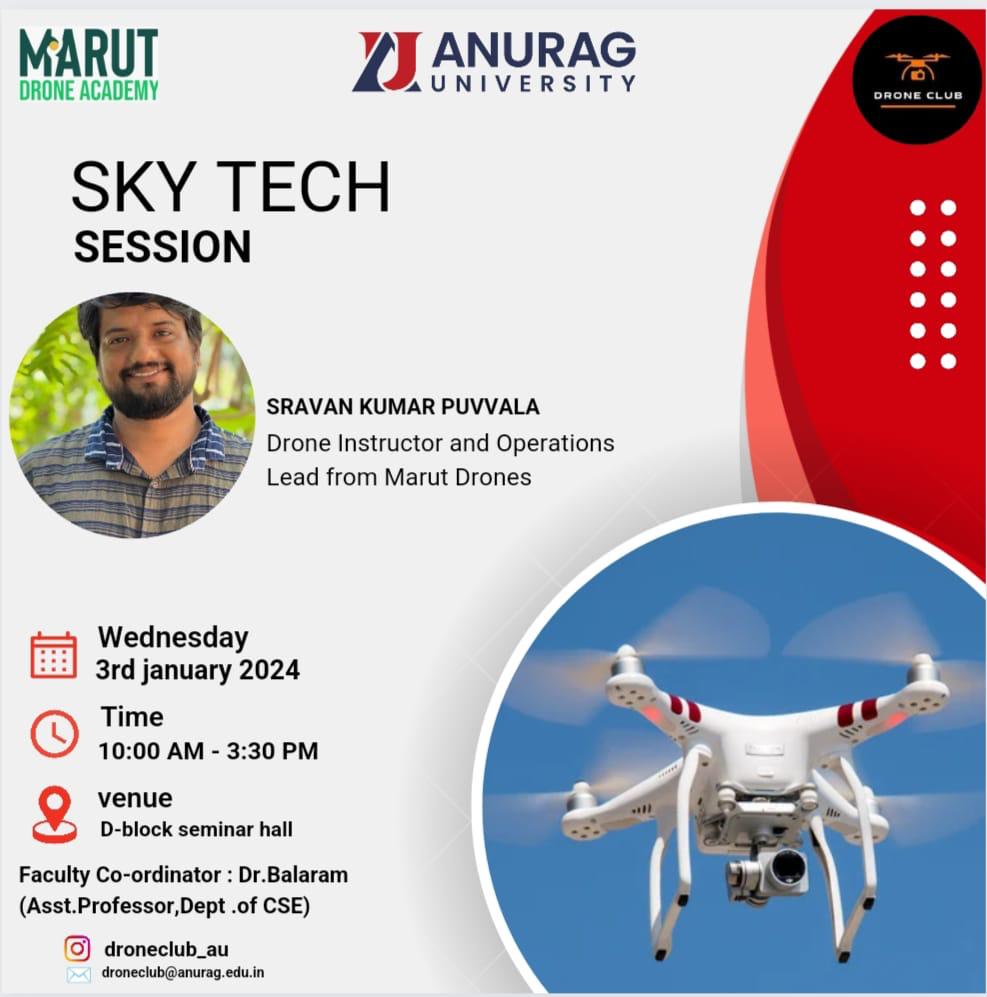 MARUT
DRONE ACADEMY
ANURAG
UNIVERSITY
DRONE CLUB
SKY TECH
SESSION
SRAVAN KUMAR PUVVALA
Drone Instructor and Operations
Lead from Marut Drones
Wednesday
3rd january 2024
Time
10:00 AM - 3:30 PM
venue
D-block seminar hall
Faculty Co-ordinator : Dr.Balaram
(Asst.Professor,Dept .of CSE)
droneclub_au
droneclub@anurag.edu.in